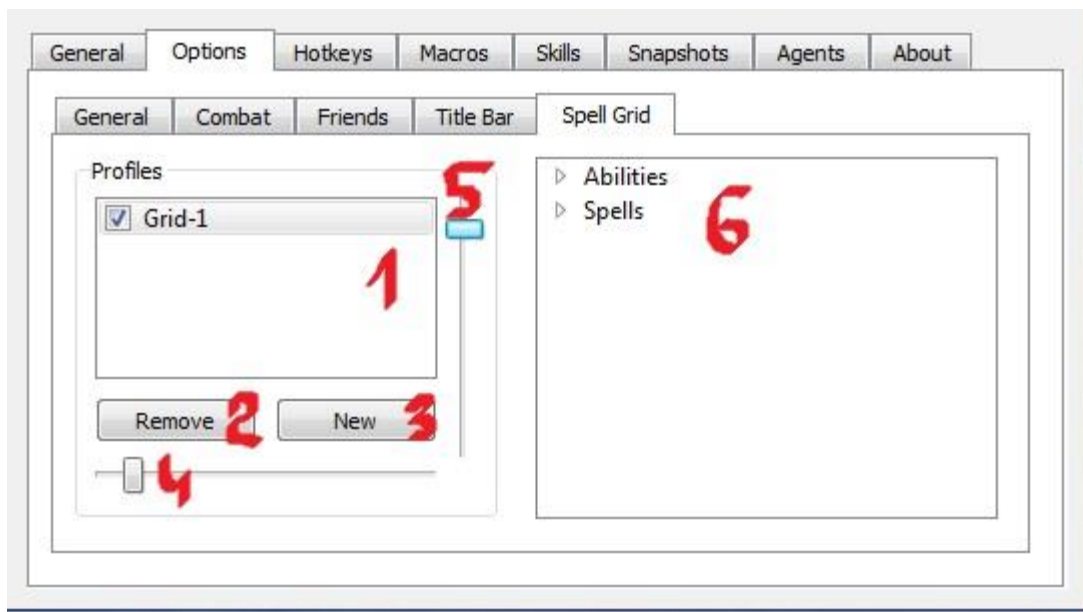 General Options Hotkeys Macros Skills Snapshots Agents About
General Combat Friends Title Bar Spell Grid
Profiles
Grid-1
Remove New
Abilities
Spells
1
2
3
4
5
6